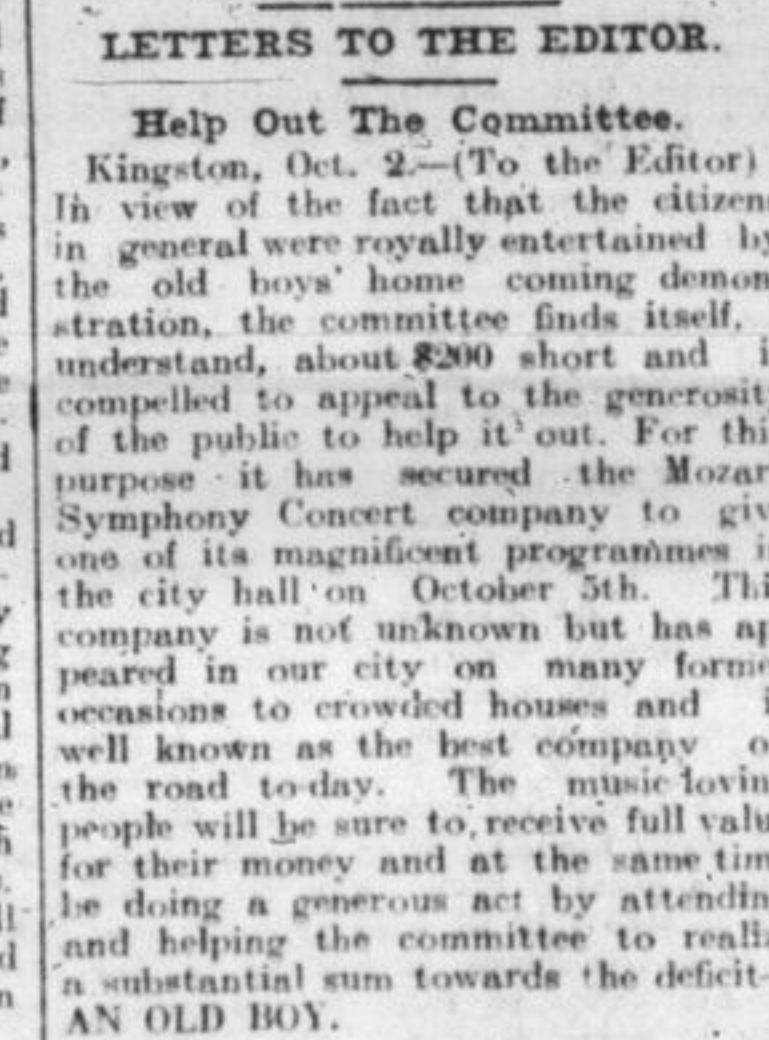 LETTERS TO THE EDITOR.
Help Out The Committee.
Kingston, Oct. 2.—(To the Editor)
In view of the fact that the citizen
in general were royally entertained by
the old boys' home coming demon
stration, the committee finds itself,
understand, about $200 short and i
compelled to appeal to the generosity
of the public to help it out. For thi
purpose it has secured the Mozar
Symphony Concert company to giv
one of its magnificent programmes i
the city hall on October 5th. Thi
company is not unknown but has ap
peared in our city on many forme
occasions to crowded houses and i
well known as the best company o
the road to-day. The music lovin
people will be sure to receive full valu
for their money and at the same tim
be doing a generous act by attendin
and helping the committee to realiz
a substantial sum towards the deficit—
AN OLD BOY.